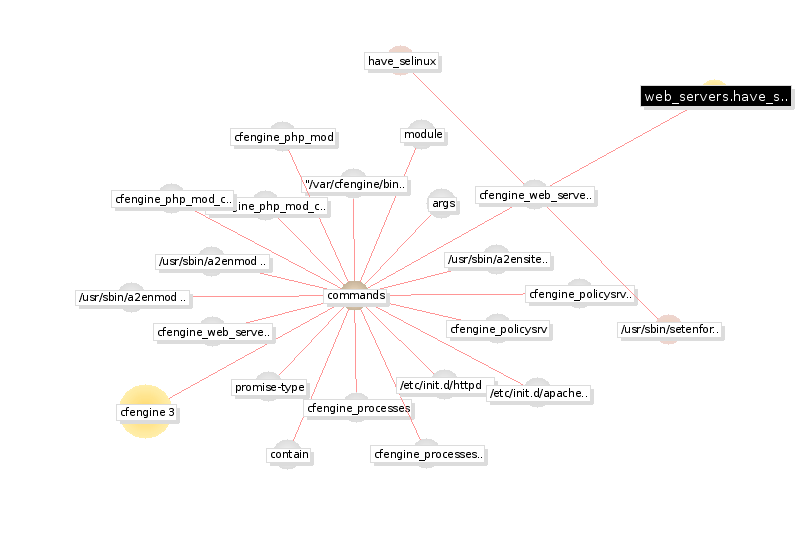 have_selinux
web_servers.have_s..
module
cfengine_php_mod
"/var/cfengine/bin..
cfengine_web_serve..
cfengine_php_mod_c..
gine_php_mod_c..
args
/usr/sbin/a2ensite..
/usr/sbin/a2enmod ..
cfengine_policysrv..
commands
/usr/sbin/a2enmod ..
cfengine_web_serve..
cfengine_policysrv
/usr/sbin/setenfor..
promise-type
/etc/init.d/httpd
/etc/init.d/apache..
cfengine 3
cfengine_processes
contain
cfengine_processes..